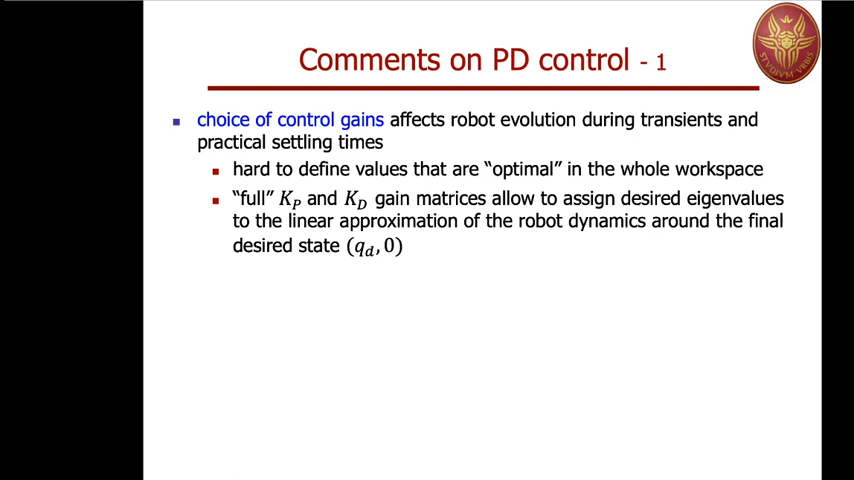 Comments on PD control - 1
STVDIVM VRBIS
▪ choice of control gains affects robot evolution during transients and
practical settling times
▪ hard to define values that are “optimal” in the whole workspace
▪ “full” K_P and K_D gain matrices allow to assign desired eigenvalues
to the linear approximation of the robot dynamics around the final
desired state (q_d, 0)